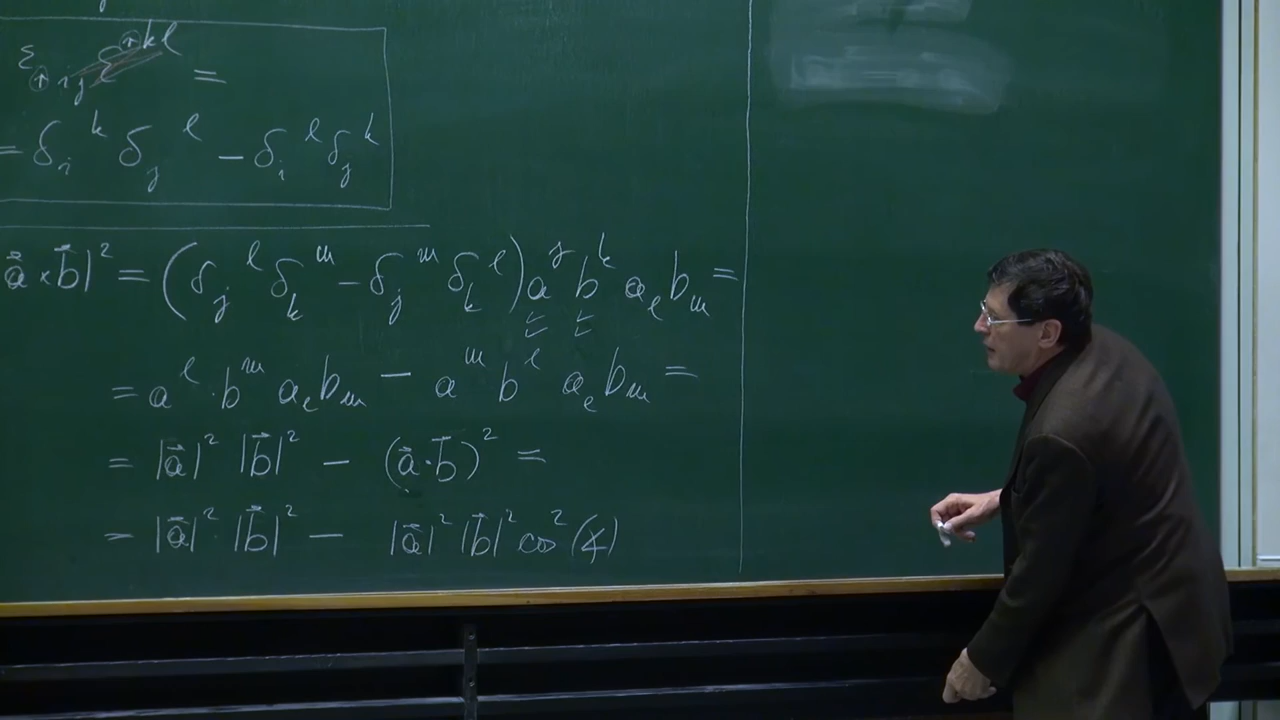 ε_{↑ij} ε^{↑kl} =
= δ_i^k δ_j^l − δ_i^l δ_j^k
a⃗ × b⃗|² = (δ_j^l δ_k^m − δ_j^m δ_k^l) a^j b^k a_l b_m =
= a^l · b^m a_l b_m − a^m b^l a_l b_m =
= |a⃗|² |b⃗|² − (a⃗ · b⃗)² =
= |a⃗|² · |b⃗|² − |a⃗|² |b⃗|² cos² (∡)